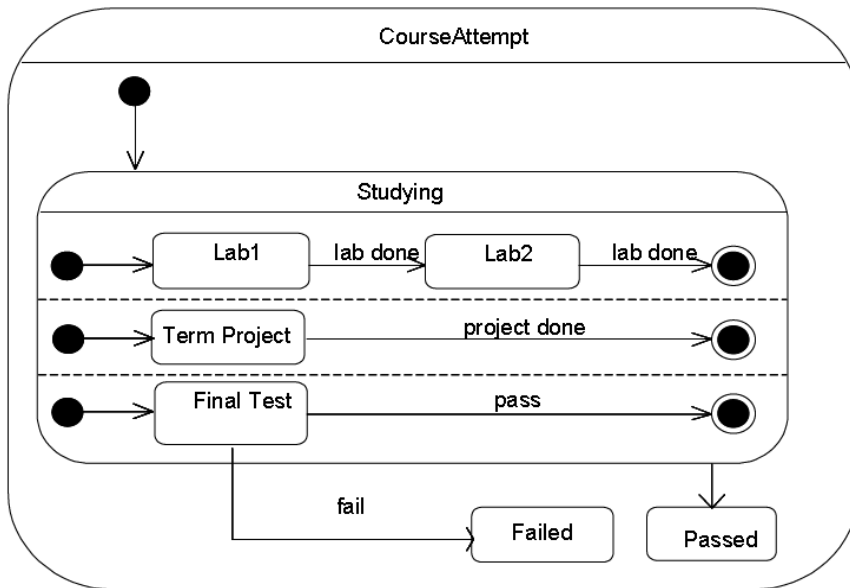 CourseAttempt
Studying
Lab1
lab done
Lab2
lab done
Term Project
project done
Final Test
pass
fail
Failed
Passed